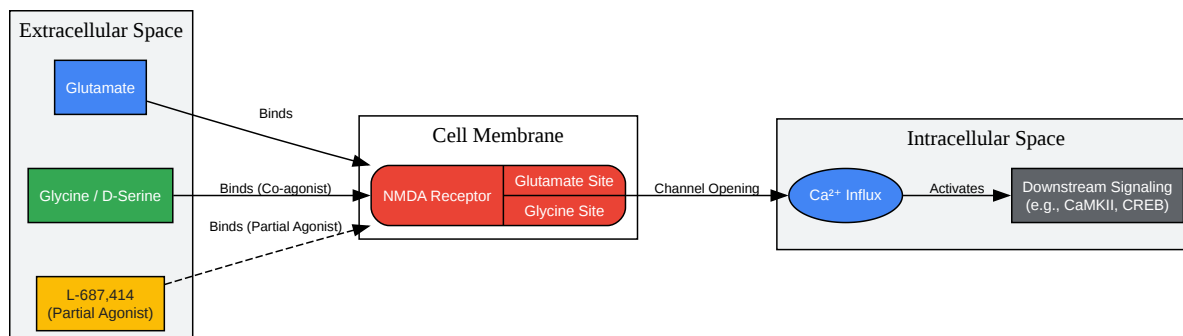 Extracellular Space
Glutamate
Binds
Cell Membrane
Intracellular Space
Glycine / D-Serine
Binds (Co-agonist)
NMDA Receptor
Glutamate Site
Glycine Site
Channel Opening
Ca²⁺ Influx
Activates
Downstream Signaling
(e.g., CaMKII, CREB)
Binds (Partial Agonist)
L-687,414
(Partial Agonist)